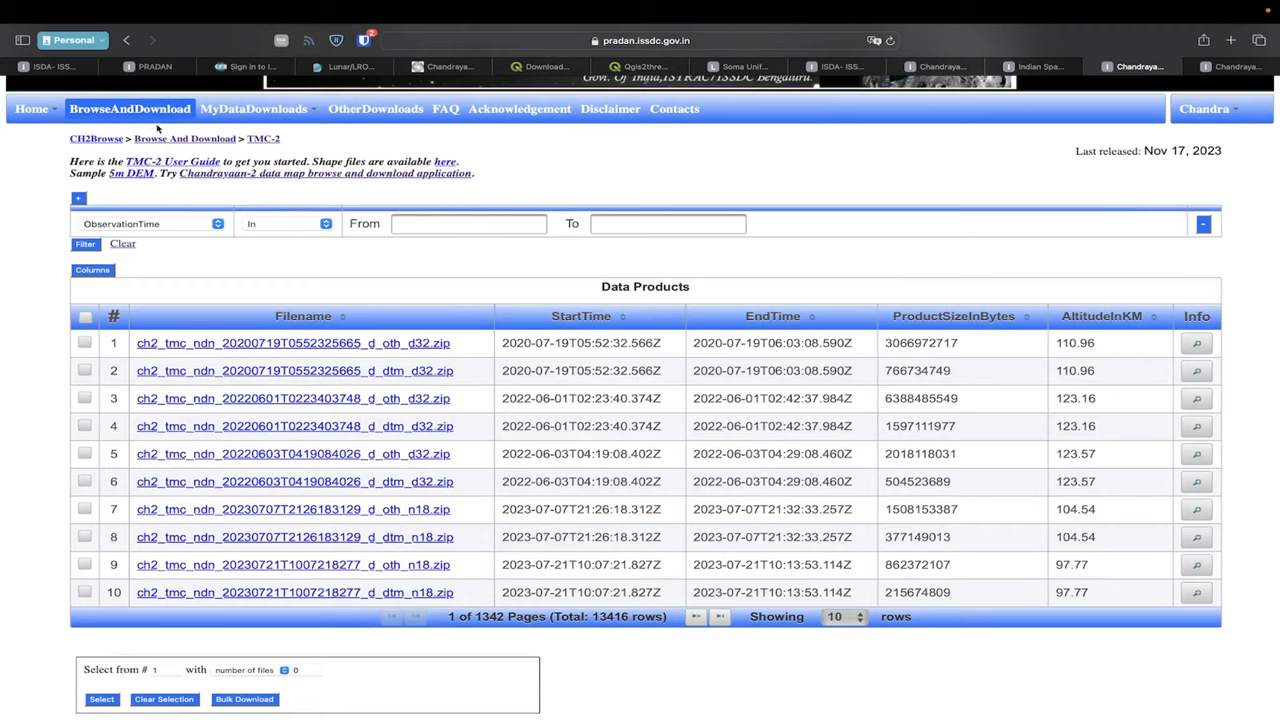 Personal
2
pradan.issdc.gov.in
ISDA- ISS...
PRADAN
Sign in to I...
Lunar/LRO...
Chandraya...
Download...
Qgis2thre...
Soma Unif...
ISDA- ISS...
Chandraya...
Indian Spa...
Chandraya...
Chandraya...
Govt. Of India,ISTRAC/ISSDC Bengaluru.
Home BrowseAndDownload MyDataDownloads OtherDownloads FAQ Acknowledgement Disclaimer Contacts Chandra
CH2Browse > Browse And Download > TMC-2
Last released: Nov 17, 2023
Here is the TMC-2 User Guide to get you started. Shape files are available here.
Sample 5m DEM. Try Chandrayaan-2 data map browse and download application.
+
ObservationTime In From To -
Filter Clear
Columns
Data Products
# Filename StartTime EndTime ProductSizeInBytes AltitudeInKM Info
1 ch2_tmc_ndn_20200719T0552325665_d_oth_d32.zip 2020-07-19T05:52:32.566Z 2020-07-19T06:03:08.590Z 3066972717 110.96
2 ch2_tmc_ndn_20200719T0552325665_d_dtm_d32.zip 2020-07-19T05:52:32.566Z 2020-07-19T06:03:08.590Z 766734749 110.96
3 ch2_tmc_ndn_20220601T0223403748_d_oth_d32.zip 2022-06-01T02:23:40.374Z 2022-06-01T02:42:37.984Z 6388485549 123.16
4 ch2_tmc_ndn_20220601T0223403748_d_dtm_d32.zip 2022-06-01T02:23:40.374Z 2022-06-01T02:42:37.984Z 1597111977 123.16
5 ch2_tmc_ndn_20220603T0419084026_d_oth_d32.zip 2022-06-03T04:19:08.402Z 2022-06-03T04:29:08.460Z 2018118031 123.57
6 ch2_tmc_ndn_20220603T0419084026_d_dtm_d32.zip 2022-06-03T04:19:08.402Z 2022-06-03T04:29:08.460Z 504523689 123.57
7 ch2_tmc_ndn_20230707T2126183129_d_oth_n18.zip 2023-07-07T21:26:18.312Z 2023-07-07T21:32:33.257Z 1508153387 104.54
8 ch2_tmc_ndn_20230707T2126183129_d_dtm_n18.zip 2023-07-07T21:26:18.312Z 2023-07-07T21:32:33.257Z 377149013 104.54
9 ch2_tmc_ndn_20230721T1007218277_d_oth_n18.zip 2023-07-21T10:07:21.827Z 2023-07-21T10:13:53.114Z 862372107 97.77
10 ch2_tmc_ndn_20230721T1007218277_d_dtm_n18.zip 2023-07-21T10:07:21.827Z 2023-07-21T10:13:53.114Z 215674809 97.77
1 of 1342 Pages (Total: 13416 rows) Showing 10 rows
Select from # 1 with number of files 0
Select Clear Selection Bulk Download